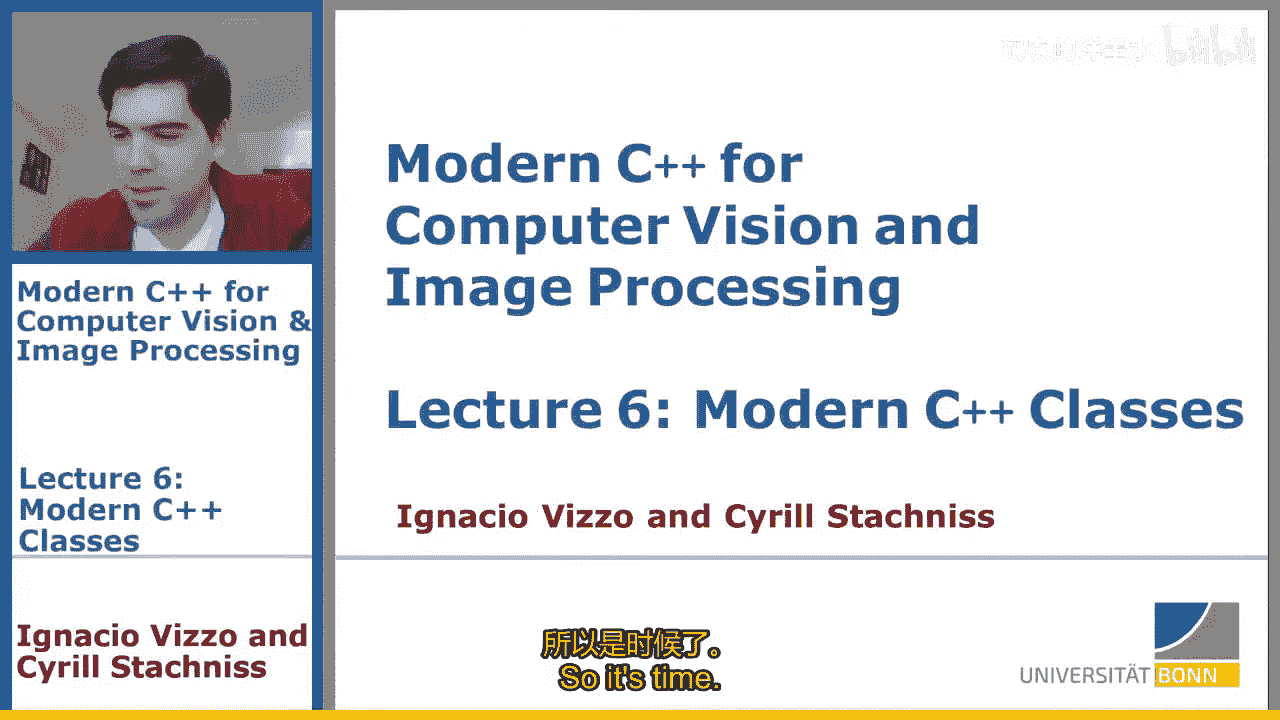 bilibili
Modern C++ for
Computer Vision and
Image Processing
Lecture 6: Modern C++ Classes
Ignacio Vizzo and Cyrill Stachniss
UNIVERSITÄT BONN
Modern C++ for
Computer Vision &
Image Processing
Lecture 6:
Modern C++
Classes
Ignacio Vizzo and
Cyrill Stachniss
所以是时候了。
So it's time.